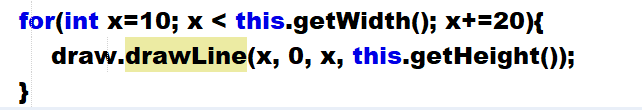 for(int x=10; x < this.getWidth(); x+=20){
draw.drawLine(x, 0, x, this.getHeight());
}